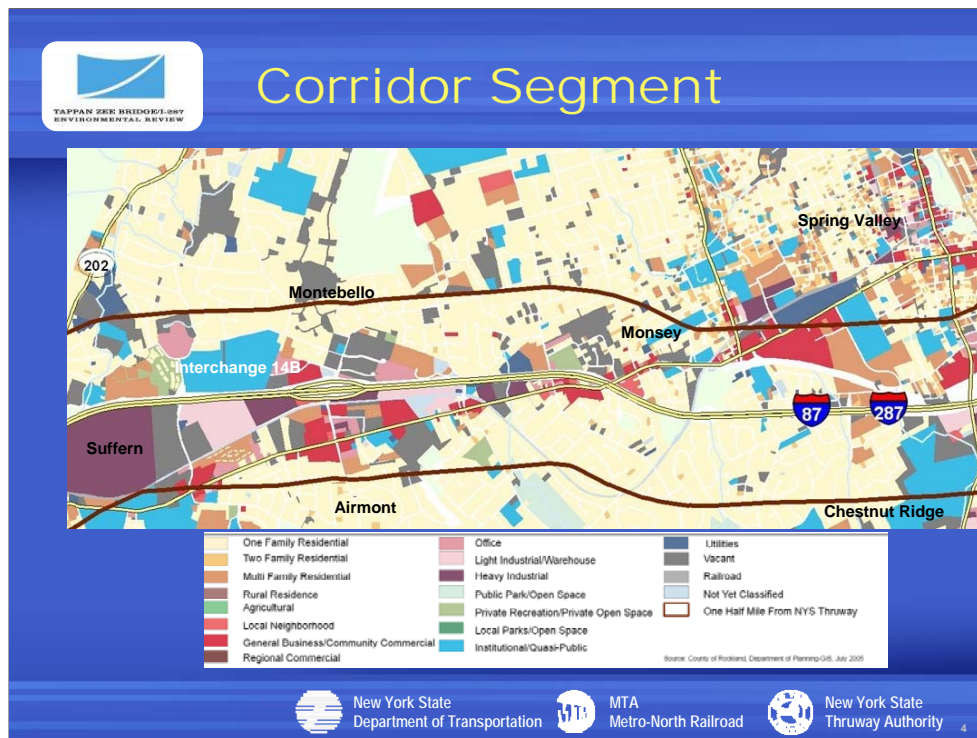 TAPPAN ZEE BRIDGE/I-287
ENVIRONMENTAL REVIEW
Corridor Segment
Spring Valley
202
Montebello
Monsey
Interchange 14B
87
287
Suffern
Airmont
Chestnut Ridge
One Family Residential
Two Family Residential
Multi Family Residential
Rural Residence
Agricultural
Local Neighborhood
General Business/Community Commercial
Regional Commercial
Office
Light Industrial/Warehouse
Heavy Industrial
Public Park/Open Space
Private Recreation/Private Open Space
Local Parks/Open Space
Institutional/Quasi-Public
Utilities
Vacant
Railroad
Not Yet Classified
One Half Mile From NYS Thruway
Source: County of Rockland, Department of Planning-GIS, July 2005
New York State
Department of Transportation
MTA
Metro-North Railroad
New York State
Thruway Authority
4